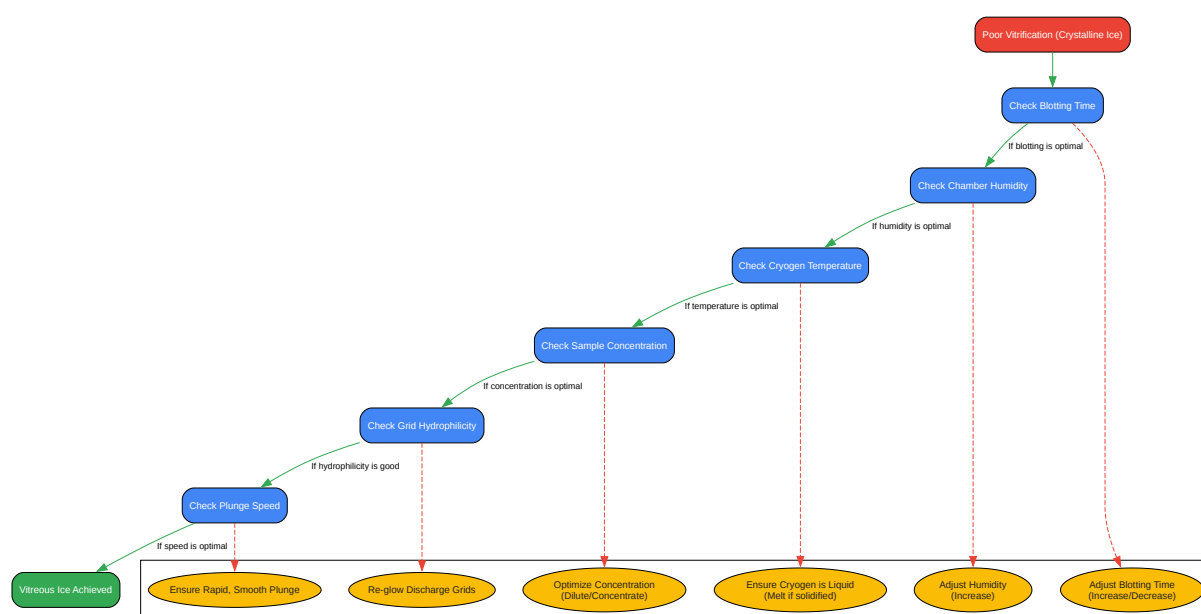 Poor Vitrification (Crystalline Ice)
Check Blotting Time
If blotting is optimal
Check Chamber Humidity
If humidity is optimal
Check Cryogen Temperature
If temperature is optimal
Check Sample Concentration
If concentration is optimal
Check Grid Hydrophilicity
If hydrophilicity is good
Check Plunge Speed
If speed is optimal
Vitreous Ice Achieved
Ensure Rapid, Smooth Plunge
Re-glow Discharge Grids
Optimize Concentration
(Dilute/Concentrate)
Ensure Cryogen is Liquid
(Melt if solidified)
Adjust Humidity
(Increase)
Adjust Blotting Time
(Increase/Decrease)